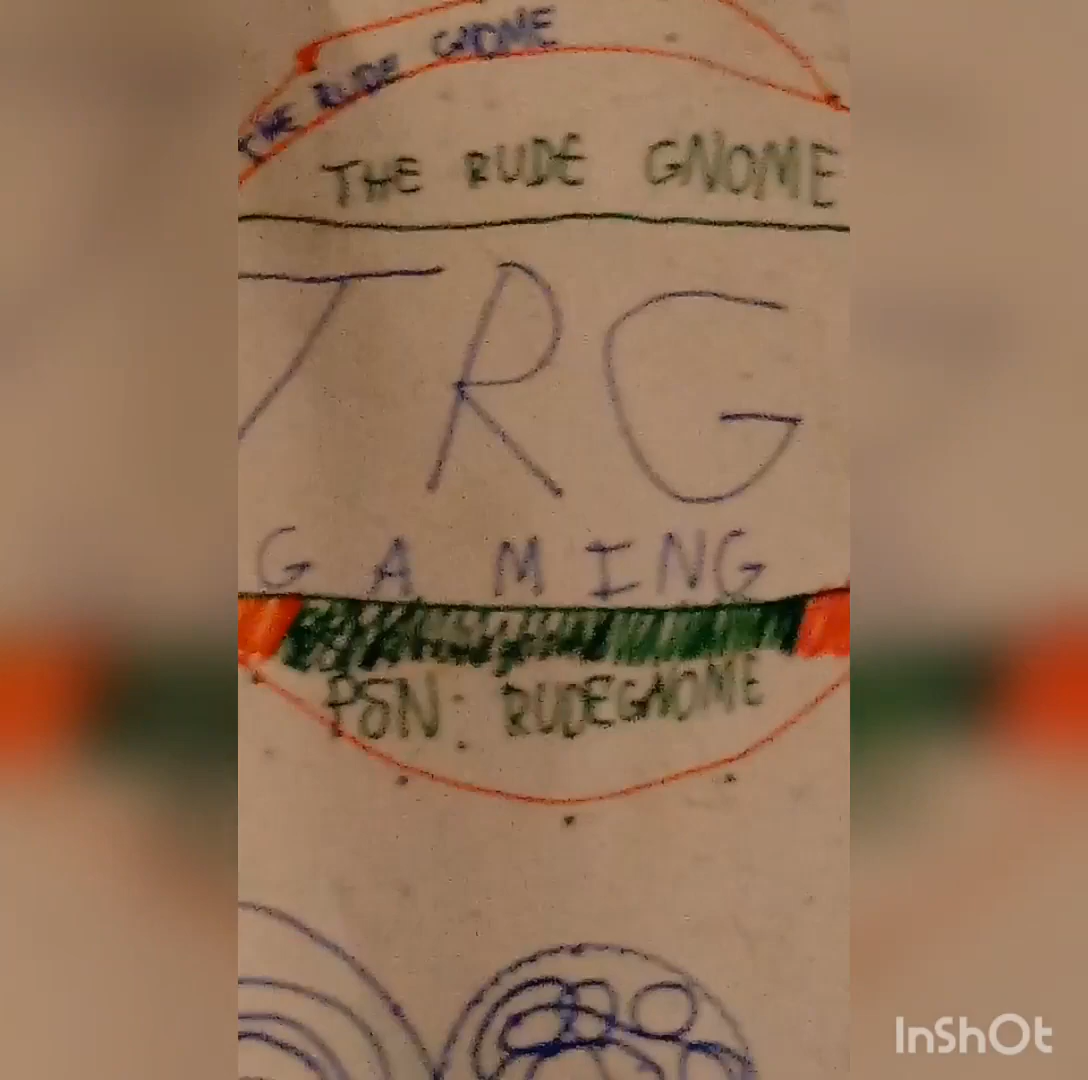 THE RUDE GNOME
THE RUDE GNOME
TRG
GAMING
PSN: RUDEGNOME
InShOt